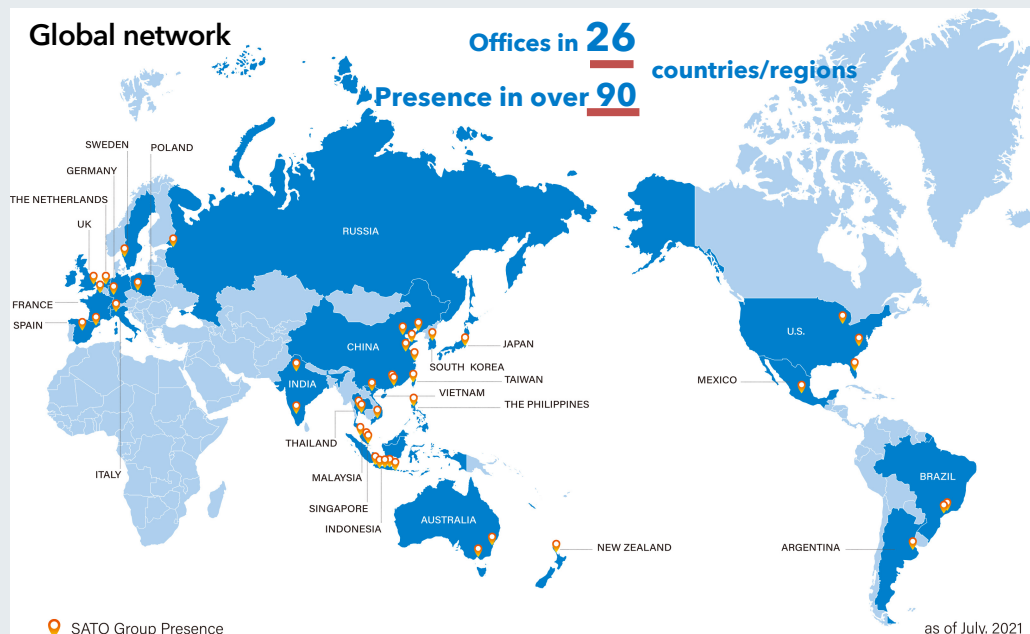 Global network
Offices in 26
countries/regions
Presence in over 90
SWEDEN
POLAND
GERMANY
THE NETHERLANDS
UK
RUSSIA
FRANCE
SPAIN
CHINA
U.S.
JAPAN
SOUTH KOREA
INDIA
TAIWAN
MEXICO
VIETNAM
THE PHILIPPINES
THAILAND
ITALY
MALAYSIA
BRAZIL
SINGAPORE
INDONESIA
AUSTRALIA
NEW ZEALAND
ARGENTINA
SATO Group Presence
as of July. 2021